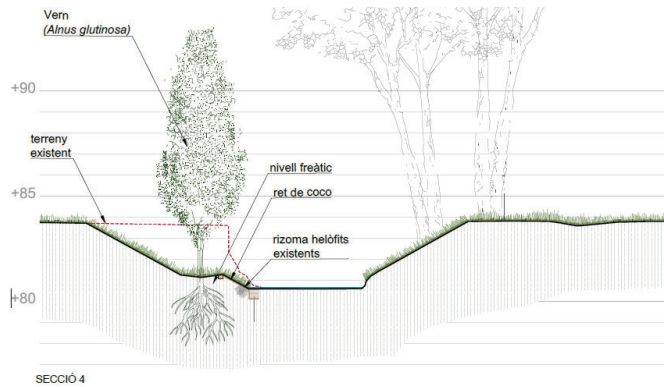 Vern
(Alnus glutinosa)
+90
terreny
existent
nivell freàtic
+85
ret de coco
rizoma helòfits
existents
+80
SECCIÓ 4